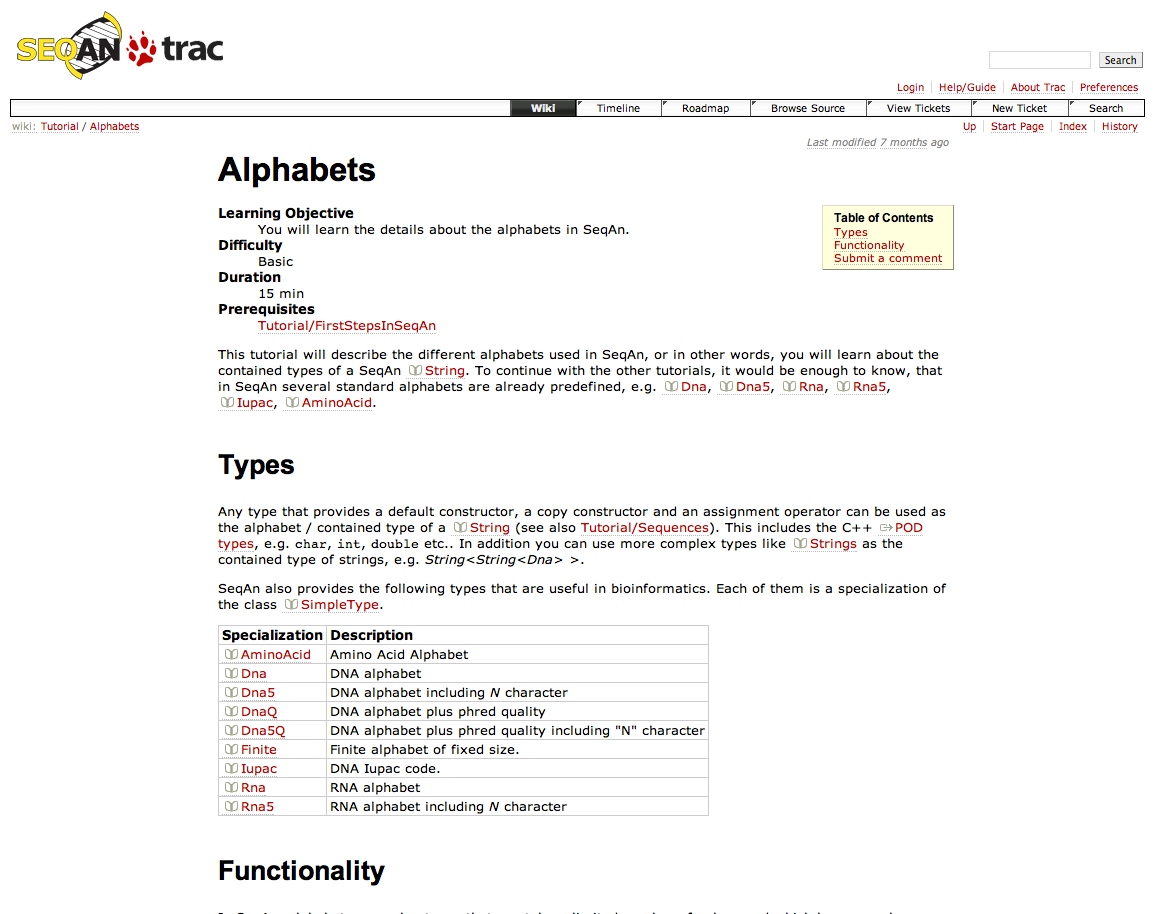 SEQAN trac
Search
Login Help/Guide About Trac Preferences
Wiki Timeline Roadmap Browse Source View Tickets New Ticket Search
wiki: Tutorial / Alphabets
Up Start Page Index History
Last modified 7 months ago
Alphabets
Learning Objective
You will learn the details about the alphabets in SeqAn.
Difficulty
Basic
Duration
15 min
Prerequisites
Tutorial/FirstStepsInSeqAn
Table of Contents
Types
Functionality
Submit a comment
This tutorial will describe the different alphabets used in SeqAn, or in other words, you will learn about the
contained types of a SeqAn String. To continue with the other tutorials, it would be enough to know, that
in SeqAn several standard alphabets are already predefined, e.g. Dna, Dna5, Rna, Rna5,
Iupac, AminoAcid.
Types
Any type that provides a default constructor, a copy constructor and an assignment operator can be used as
the alphabet / contained type of a String (see also Tutorial/Sequences). This includes the C++ POD
types, e.g. char, int, double etc.. In addition you can use more complex types like Strings as the
contained type of strings, e.g. String<String<Dna> >.
SeqAn also provides the following types that are useful in bioinformatics. Each of them is a specialization of
the class SimpleType.
Specialization Description
AminoAcid Amino Acid Alphabet
Dna DNA alphabet
Dna5 DNA alphabet including N character
DnaQ DNA alphabet plus phred quality
Dna5Q DNA alphabet plus phred quality including "N" character
Finite Finite alphabet of fixed size.
Iupac DNA Iupac code.
Rna RNA alphabet
Rna5 RNA alphabet including N character
Functionality